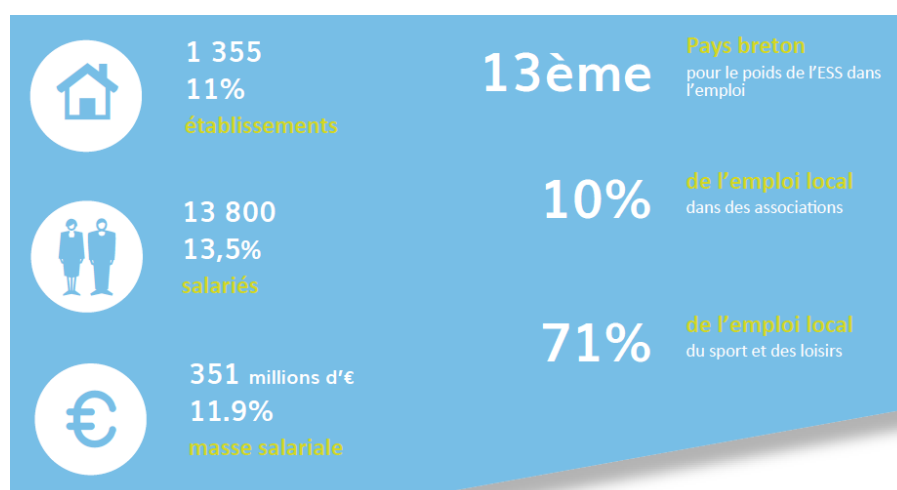 1 355
11%
établissements
13 800
13,5%
salariés
351 millions d'€
11.9%
masse salariale
13ème
Pays breton
pour le poids de l'ESS dans
l'emploi
10%
de l'emploi local
dans des associations
71%
de l'emploi local
du sport et des loisirs